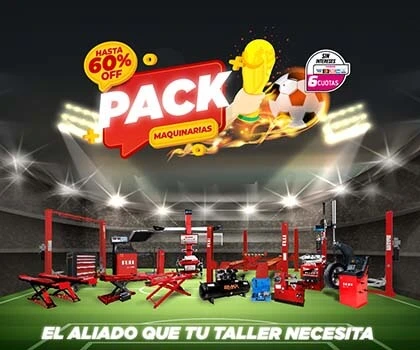 HASTA
60%
OFF
PACK
MAQUINARIAS
SIN
INTERESES
6 CUOTAS
EL ALIADO QUE TU TALLER NECESITA